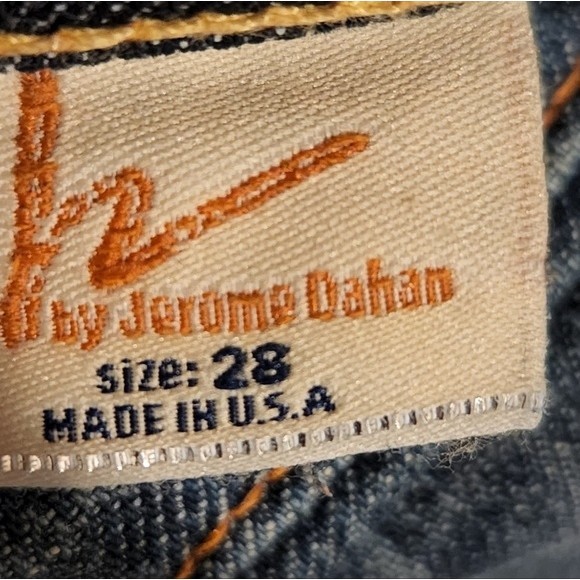 by Jerome Dahan
size: 28
MADE IN U.S.A